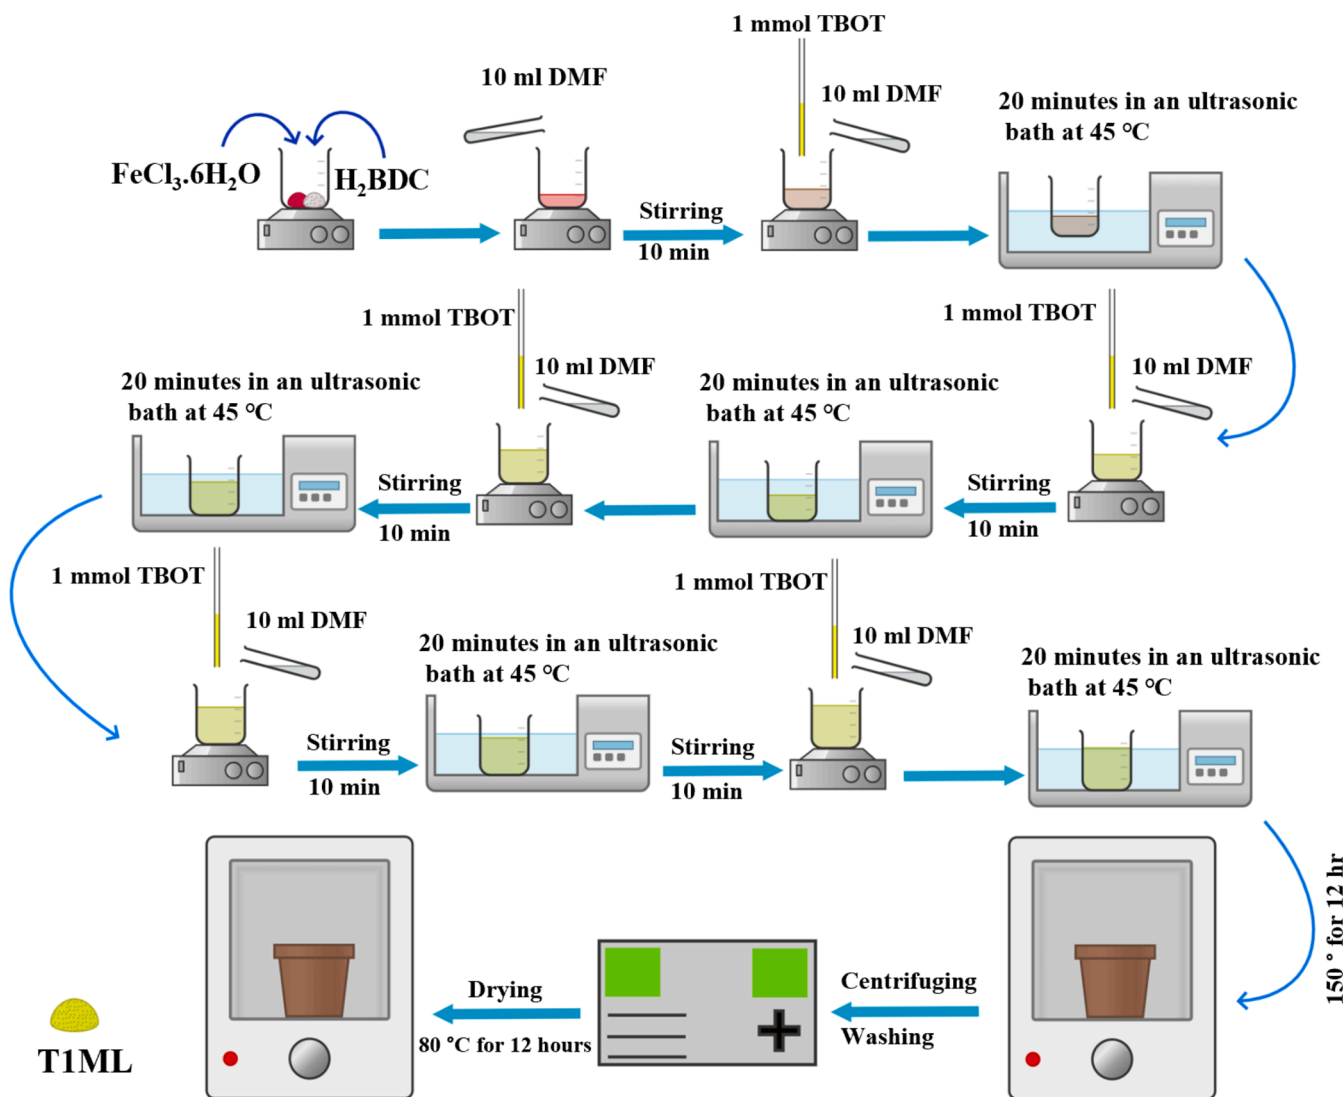 1 mmol TBOT
10 ml DMF
10 ml DMF
20 minutes in an ultrasonic
bath at 45 °C
FeCl₃.6H₂O
H₂BDC
Stirring
10 min
1 mmol TBOT
10 ml DMF
20 minutes in an ultrasonic
bath at 45 °C
Stirring
10 min
1 mmol TBOT
10 ml DMF
20 minutes in an ultrasonic
bath at 45 °C
Stirring
10 min
1 mmol TBOT
10 ml DMF
Stirring
10 min
20 minutes in an ultrasonic
bath at 45 °C
Stirring
10 min
1 mmol TBOT
10 ml DMF
20 minutes in an ultrasonic
bath at 45 °C
150 ° for 12 hr
Centrifuging
Washing
Drying
80 °C for 12 hours
T1ML